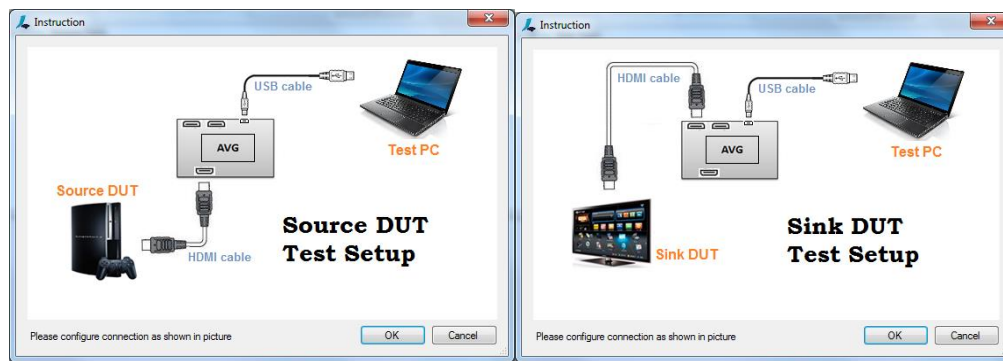 Instruction
USB cable
AVG
Test PC
Source DUT
HDMI cable
Source DUT
Test Setup
Please configure connection as shown in picture
OK
Cancel
Instruction
HDMI cable
USB cable
AVG
Test PC
Sink DUT
Sink DUT
Test Setup
Please configure connection as shown in picture
OK
Cancel